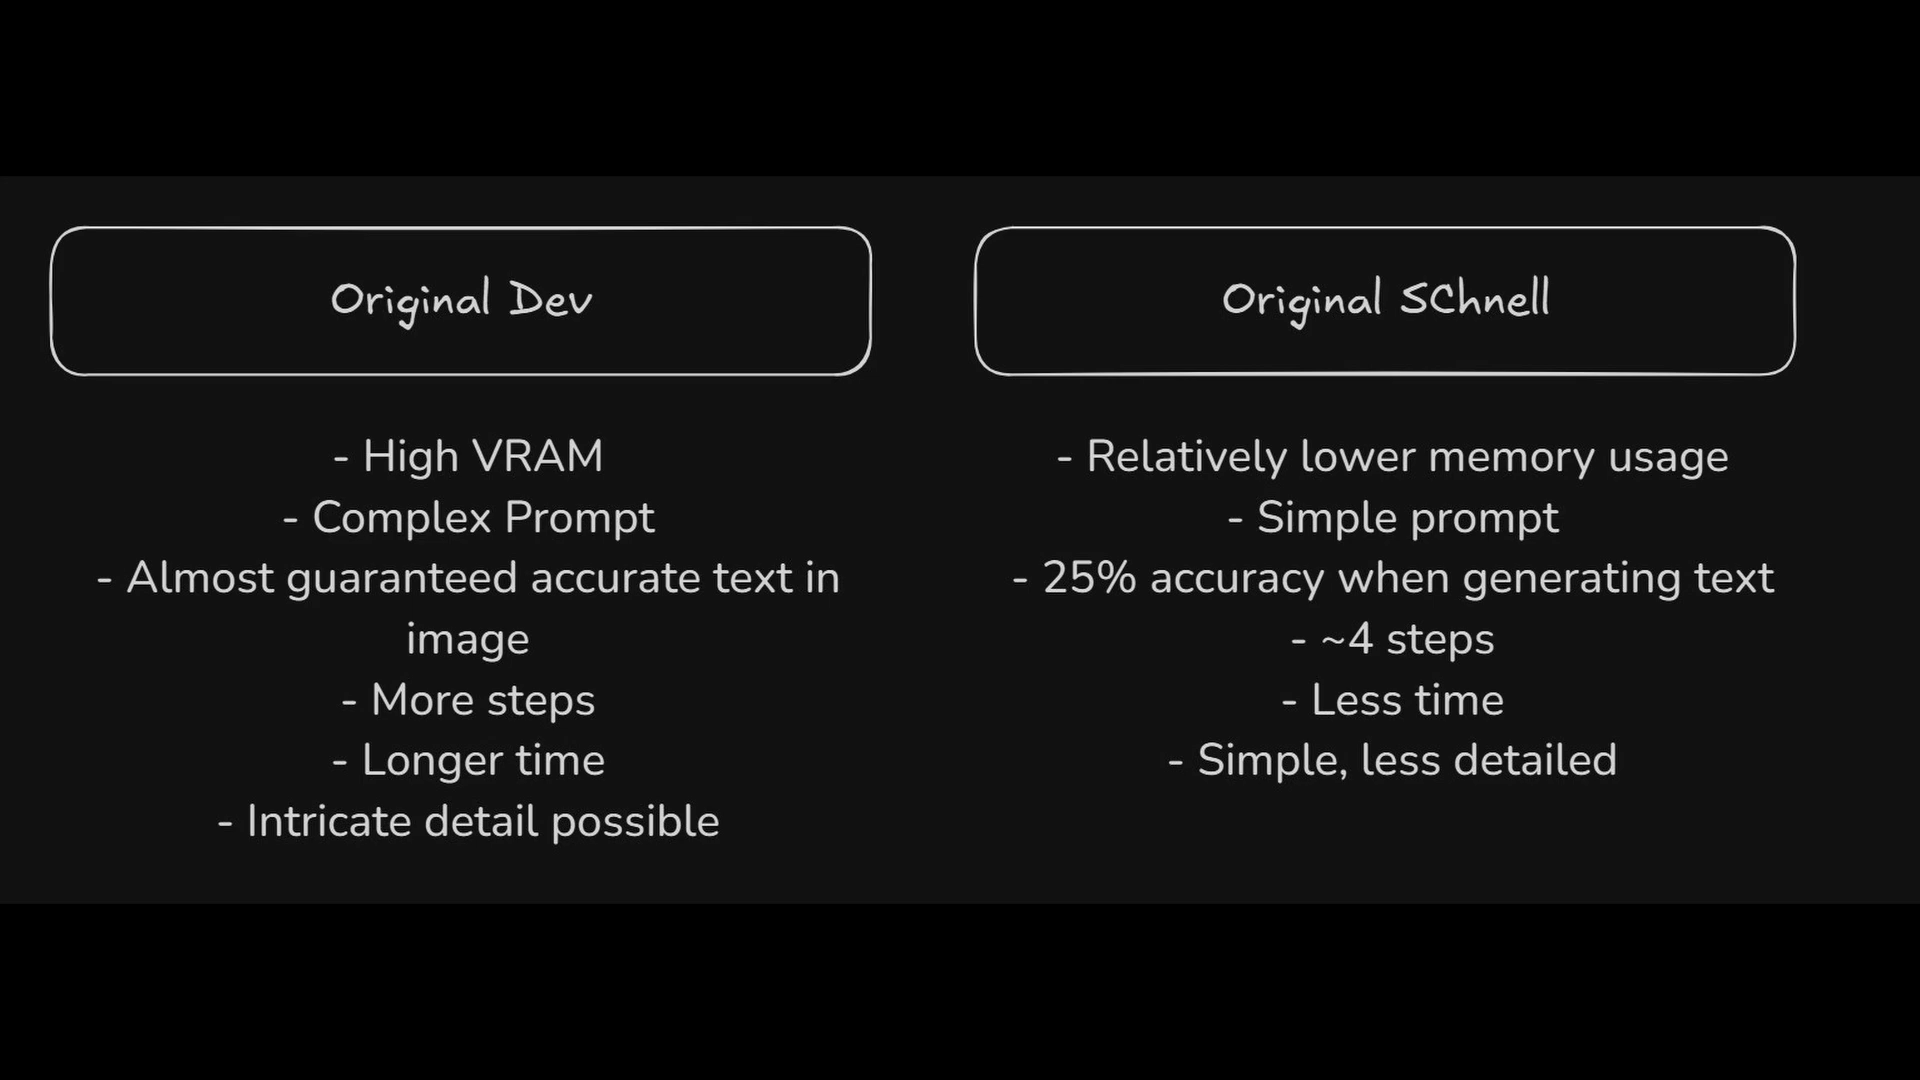 Original Dev
- High VRAM
- Complex Prompt
- Almost guaranteed accurate text in
image
- More steps
- Longer time
- Intricate detail possible
Original SChnell
- Relatively lower memory usage
- Simple prompt
- 25% accuracy when generating text
- ~4 steps
- Less time
- Simple, less detailed